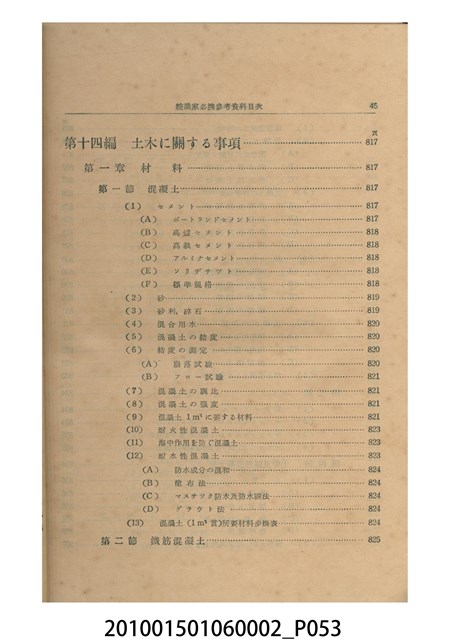 糖業家必携參考資料目次 45
頁
第十四編 土木に關する事項 817
第一章 材料 817
第一節 混凝土 817
(1) セメント 817
(A) ポートランドセメント 817
(B) 高爐セメント 818
(C) 高級セメント 818
(D) アルイナセメント 818
(E) ソリヂチツト 818
(F) 標準規格 818
(2) 砂 819
(3) 砂利, 碎石 819
(4) 混合用水 820
(5) 混凝土の稠度 820
(6) 稠度の測定 820
(A) 崩落試驗 820
(B) フロー試驗 821
(7) 混凝土の調比 821
(8) 混凝土の强度 821
(9) 混凝土 1m³ に要する材料 821
(10) 耐火性混凝土 823
(11) 海中作用を防ぐ混凝土 823
(12) 耐水性混凝土 823
(A) 防水成分の混和 824
(B) 塗布法 824
(C) マスチツク防水及防水膜法 824
(D) グラウト法 824
(13) 混凝土 (1m³ 當)所要材料歩掛表 824
第二節 鐵筋混凝土 825
201001501060002_P053